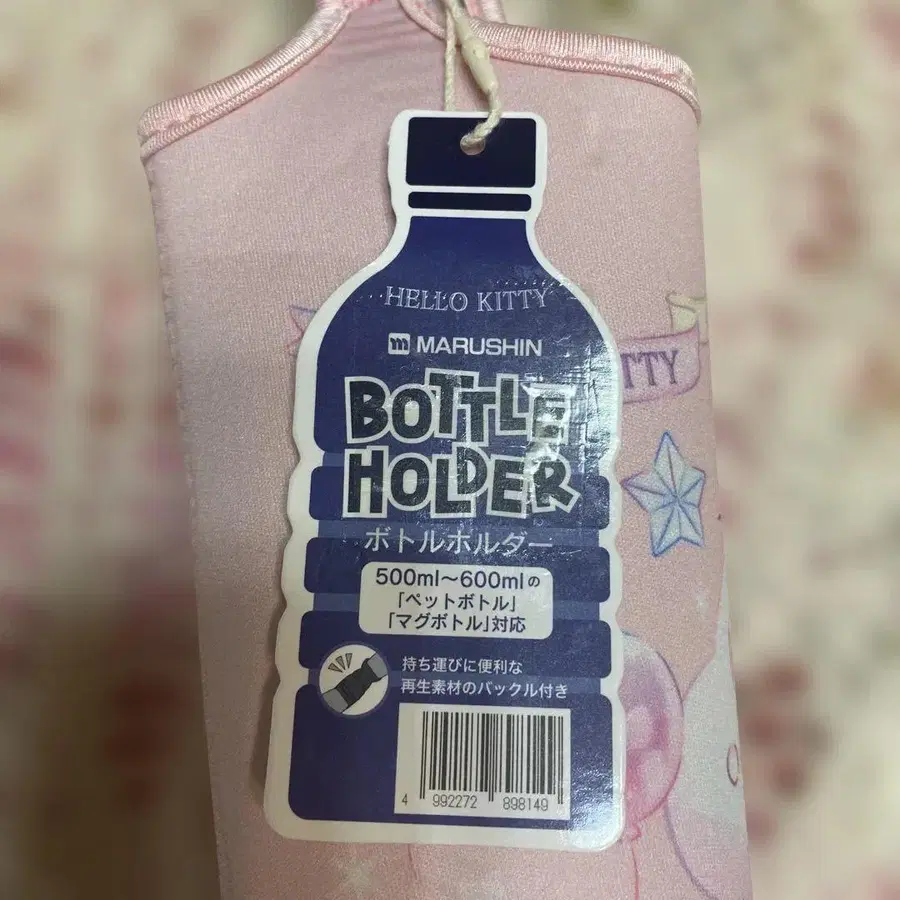 HELLO KITTY
MARUSHIN
BOTTLE
HOLDER
ボトルホルダー
500ml～600mlの
「ペットボトル」
「マグボトル」対応
持ち運びに便利な
再生素材のバックル付き
4 992272 898149
TTY